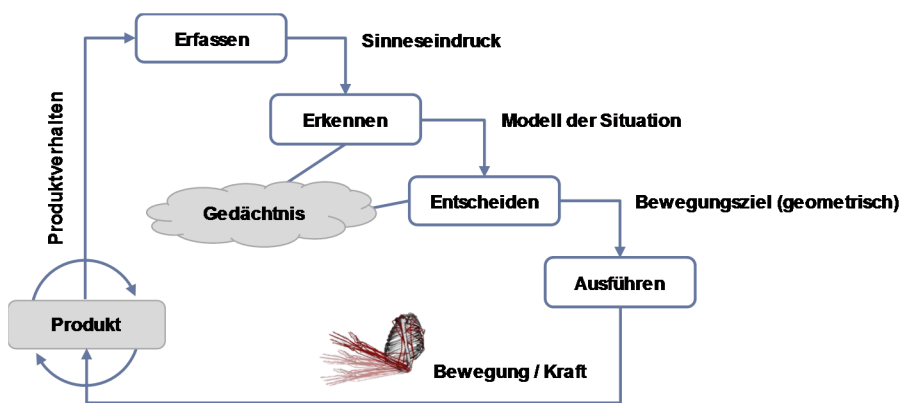 Erfassen
Sinneseindruck
Erkennen
Modell der Situation
Gedächtnis
Entscheiden
Bewegungsziel (geometrisch)
Ausführen
Produktverhalten
Produkt
Bewegung / Kraft